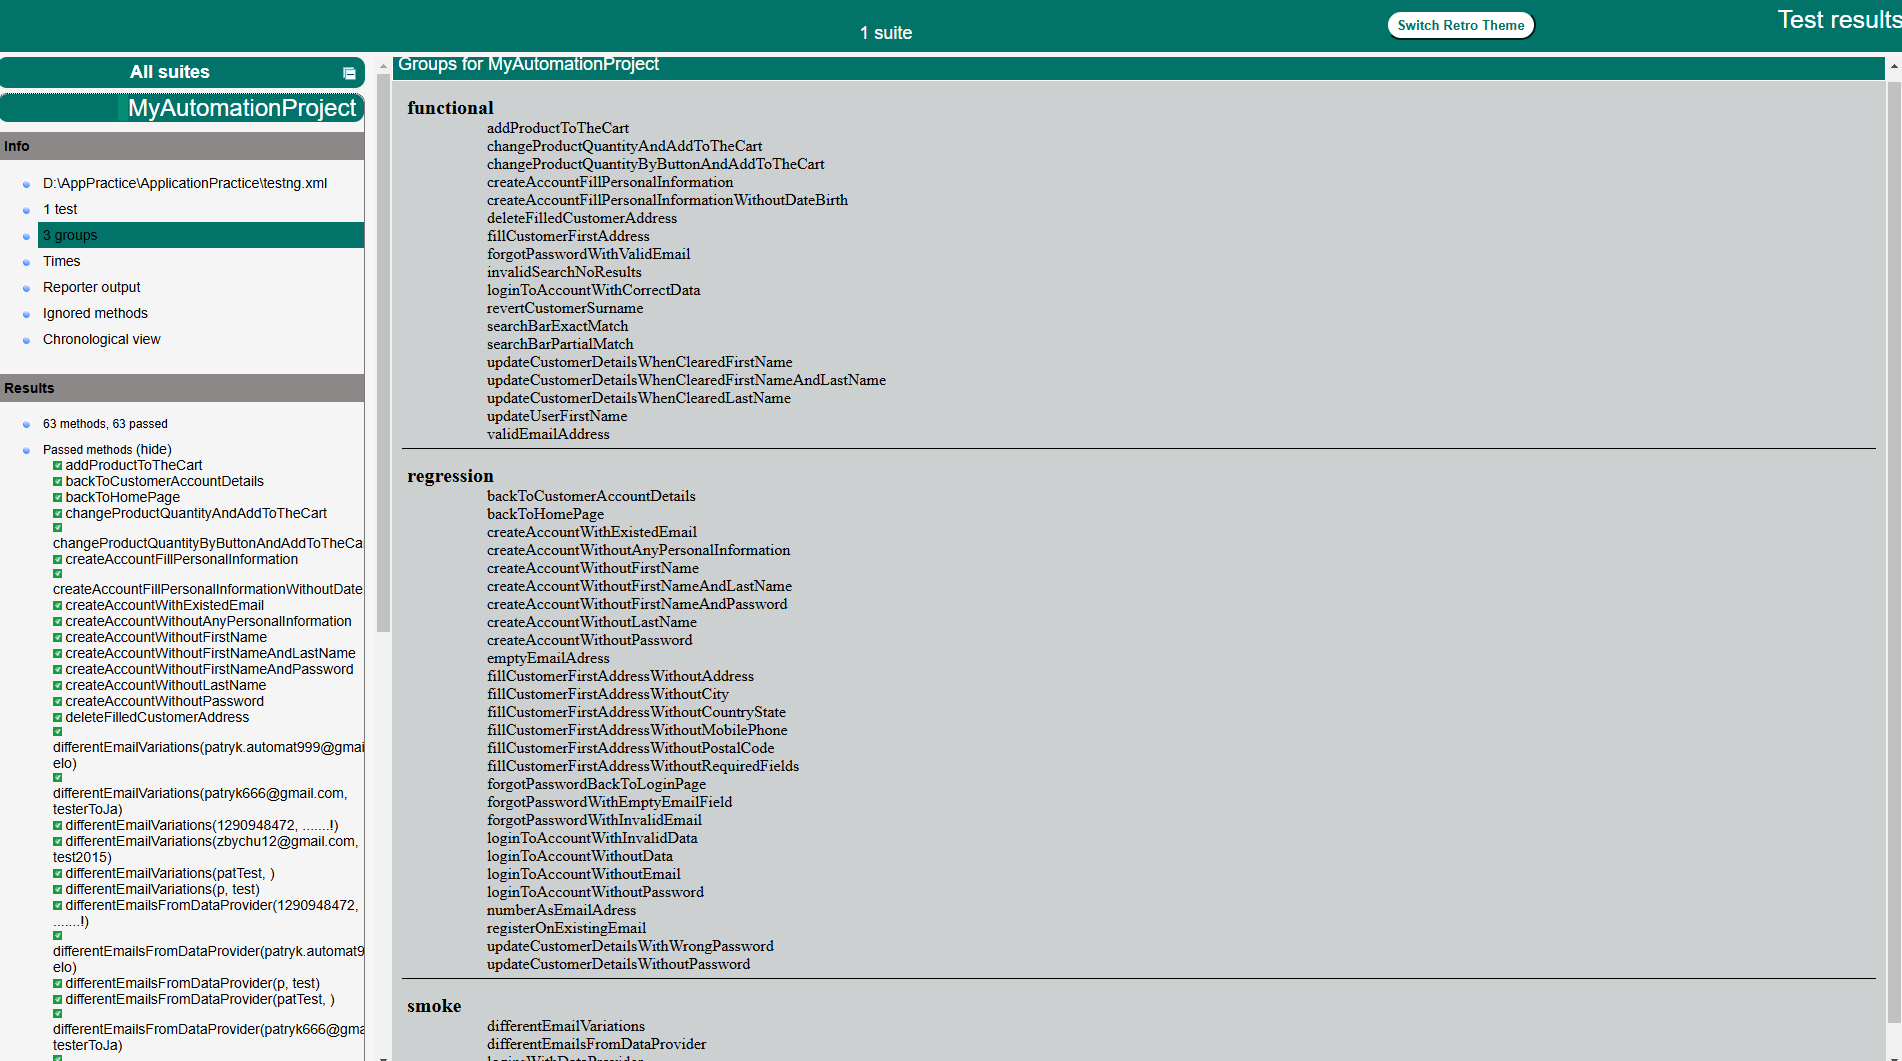 1 suite
Switch Retro Theme
Test results
All suites
MyAutomationProject
Info
D:\AppPractice\ApplicationPractice\testng.xml
1 test
3 groups
Times
Reporter output
Ignored methods
Chronological view
Results
63 methods, 63 passed
Passed methods (hide)
addProductToTheCart
backToCustomerAccountDetails
backToHomePage
changeProductQuantityAndAddToTheCart
changeProductQuantityByButtonAndAddToTheCa
createAccountFillPersonalInformation
createAccountFillPersonalInformationWithoutDate
createAccountWithExistedEmail
createAccountWithoutAnyPersonalInformation
createAccountWithoutFirstName
createAccountWithoutFirstNameAndLastName
createAccountWithoutFirstNameAndPassword
createAccountWithoutLastName
createAccountWithoutPassword
deleteFilledCustomerAddress
differentEmailVariations(patryk.automat999@gmai
elo)
differentEmailVariations(patryk666@gmail.com,
testerToJa)
differentEmailVariations(1290948472, .......!)
differentEmailVariations(zbychu12@gmail.com,
test2015)
differentEmailVariations(patTest, )
differentEmailVariations(p, test)
differentEmailsFromDataProvider(1290948472,
.......!)
differentEmailsFromDataProvider(patryk.automat9
elo)
differentEmailsFromDataProvider(p, test)
differentEmailsFromDataProvider(patTest, )
differentEmailsFromDataProvider(patryk666@gma
testerToJa)
Groups for MyAutomationProject
functional
addProductToTheCart
changeProductQuantityAndAddToTheCart
changeProductQuantityByButtonAndAddToTheCart
createAccountFillPersonalInformation
createAccountFillPersonalInformationWithoutDateBirth
deleteFilledCustomerAddress
fillCustomerFirstAddress
forgotPasswordWithValidEmail
invalidSearchNoResults
loginToAccountWithCorrectData
revertCustomerSurname
searchBarExactMatch
searchBarPartialMatch
updateCustomerDetailsWhenClearedFirstName
updateCustomerDetailsWhenClearedFirstNameAndLastName
updateCustomerDetailsWhenClearedLastName
updateUserFirstName
validEmailAddress
regression
backToCustomerAccountDetails
backToHomePage
createAccountWithExistedEmail
createAccountWithoutAnyPersonalInformation
createAccountWithoutFirstName
createAccountWithoutFirstNameAndLastName
createAccountWithoutFirstNameAndPassword
createAccountWithoutLastName
createAccountWithoutPassword
emptyEmailAdress
fillCustomerFirstAddressWithoutAddress
fillCustomerFirstAddressWithoutCity
fillCustomerFirstAddressWithoutCountryState
fillCustomerFirstAddressWithoutMobilePhone
fillCustomerFirstAddressWithoutPostalCode
fillCustomerFirstAddressWithoutRequiredFields
forgotPasswordBackToLoginPage
forgotPasswordWithEmptyEmailField
forgotPasswordWithInvalidEmail
loginToAccountWithInvalidData
loginToAccountWithoutData
loginToAccountWithoutEmail
loginToAccountWithoutPassword
numberAsEmailAdress
registerOnExistingEmail
updateCustomerDetailsWithWrongPassword
updateCustomerDetailsWithoutPassword
smoke
differentEmailVariations
differentEmailsFromDataProvider